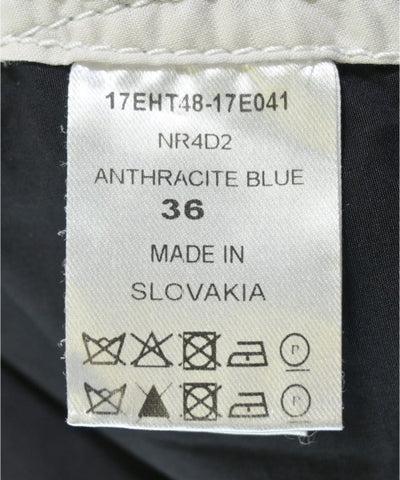 17EHT48-17E041
NR4D2
ANTHRACITE BLUE
36
MADE IN
SLOVAKIA
P
P